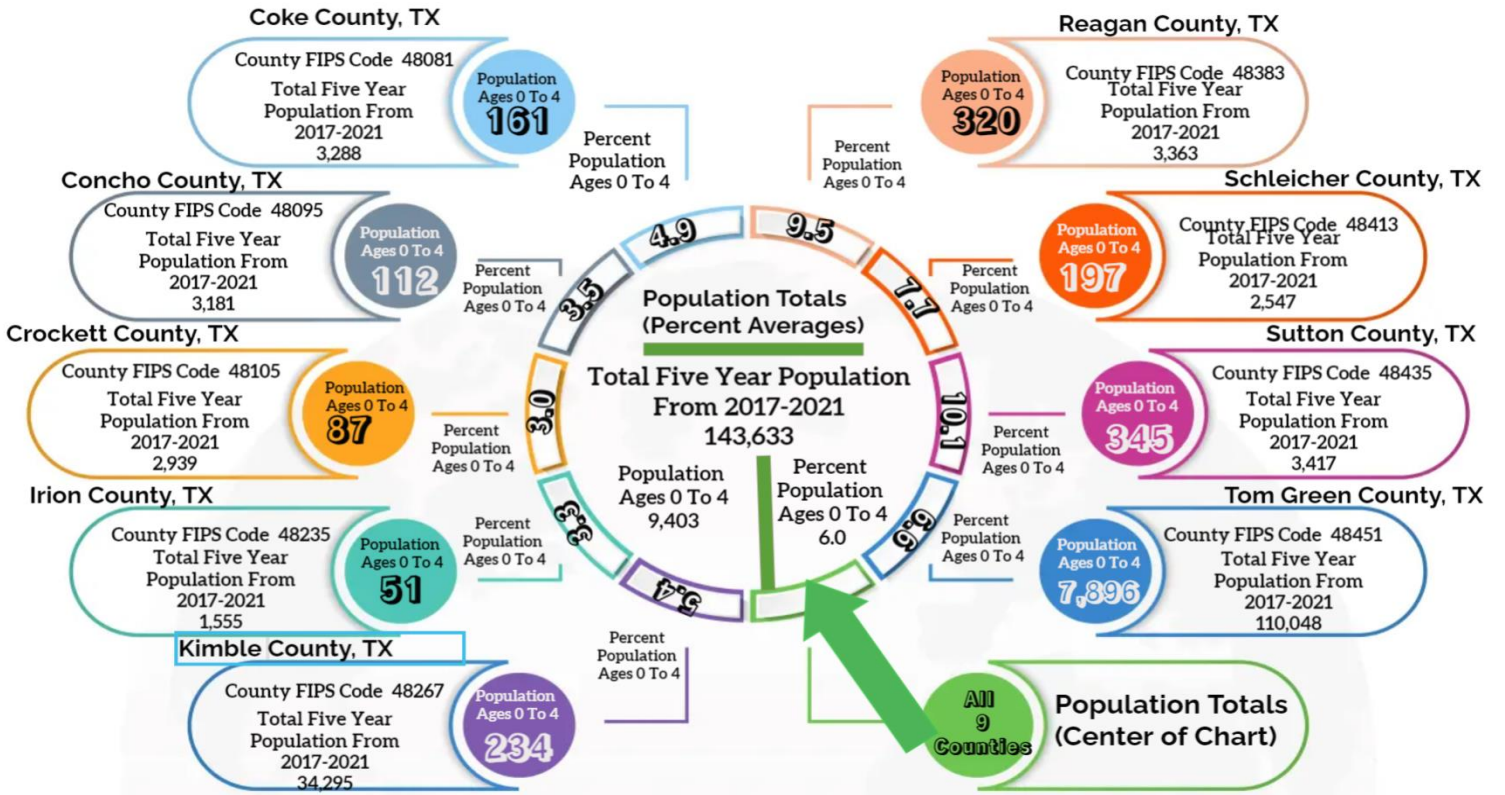 Coke County, TX
County FIPS Code 48081
Total Five Year
Population From
2017-2021
3,288
Population
Ages 0 To 4
161
Percent
Population
Ages 0 To 4
4.9
Concho County, TX
County FIPS Code 48095
Total Five Year
Population From
2017-2021
3,181
Population
Ages 0 To 4
112
Percent
Population
Ages 0 To 4
3.5
Crockett County, TX
County FIPS Code 48105
Total Five Year
Population From
2017-2021
2,939
Population
Ages 0 To 4
87
Percent
Population
Ages 0 To 4
3.0
Irion County, TX
County FIPS Code 48235
Total Five Year
Population From
2017-2021
1,555
Population
Ages 0 To 4
51
Percent
Population
Ages 0 To 4
3.3
Kimble County, TX
County FIPS Code 48267
Total Five Year
Population From
2017-2021
34,295
Population
Ages 0 To 4
234
Percent
Population
Ages 0 To 4
5.4
Population Totals
(Percent Averages)
Total Five Year Population
From 2017-2021
143,633
Population
Ages 0 To 4
9,403
Percent
Population
Ages 0 To 4
6.0
Reagan County, TX
County FIPS Code 48383
Total Five Year
Population From
2017-2021
3,363
Population
Ages 0 To 4
320
Percent
Population
Ages 0 To 4
9.5
Schleicher County, TX
County FIPS Code 48413
Total Five Year
Population From
2017-2021
2,547
Population
Ages 0 To 4
197
Percent
Population
Ages 0 To 4
7.7
Sutton County, TX
County FIPS Code 48435
Total Five Year
Population From
2017-2021
3,417
Population
Ages 0 To 4
345
Percent
Population
Ages 0 To 4
10.1
Tom Green County, TX
County FIPS Code 48451
Total Five Year
Population From
2017-2021
110,048
Population
Ages 0 To 4
7,896
Percent
Population
Ages 0 To 4
6.6
All
9
Counties
Population Totals
(Center of Chart)